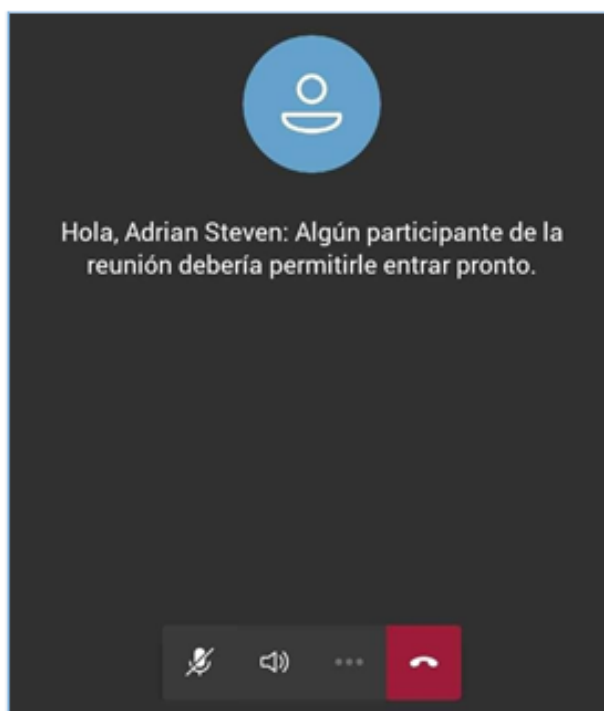 Hola, Adrian Steven: Algún participante de la
reunión debería permitirle entrar pronto.